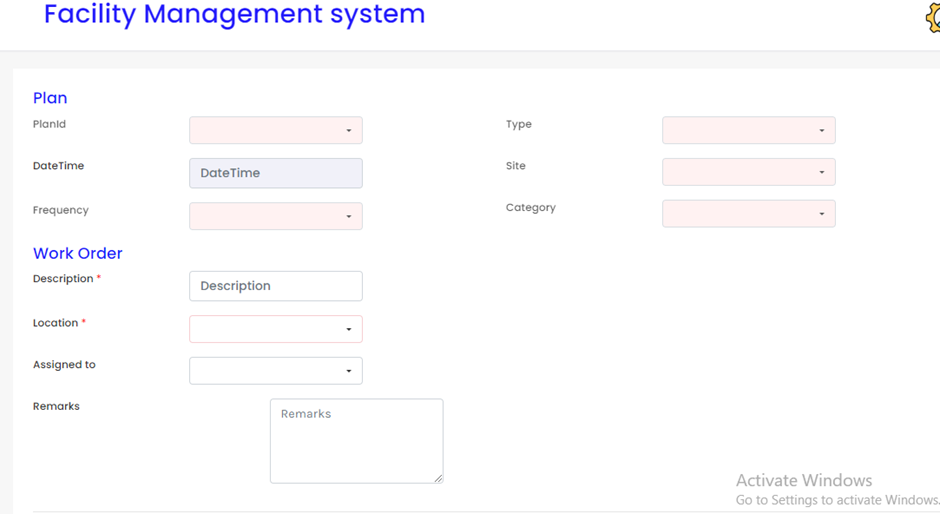 Facility Management system
Plan
PlanId
Type
DateTime
DateTime
Site
Frequency
Category
Work Order
Description *
Description
Location *
Assigned to
Remarks
Remarks
Activate Windows
Go to Settings to activate Windows.